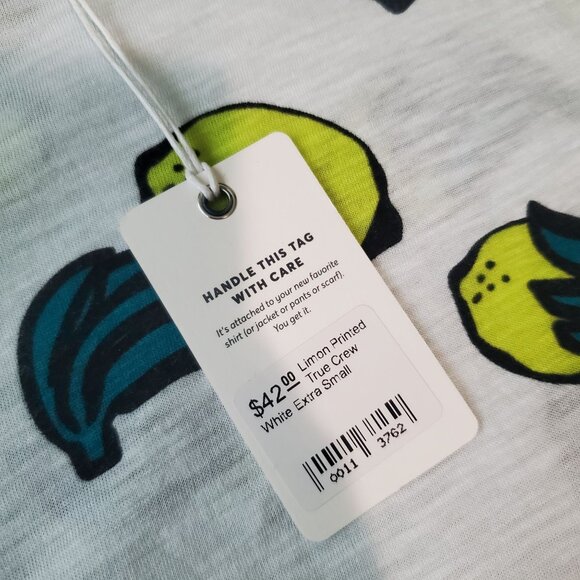 HANDLE THIS TAG
WITH CARE
It's attached to your new favorite
shirt (or jacket or pants or scarf).
You get it.
$42.00 Limon Printed
True Crew
White Extra Small
0011 3762